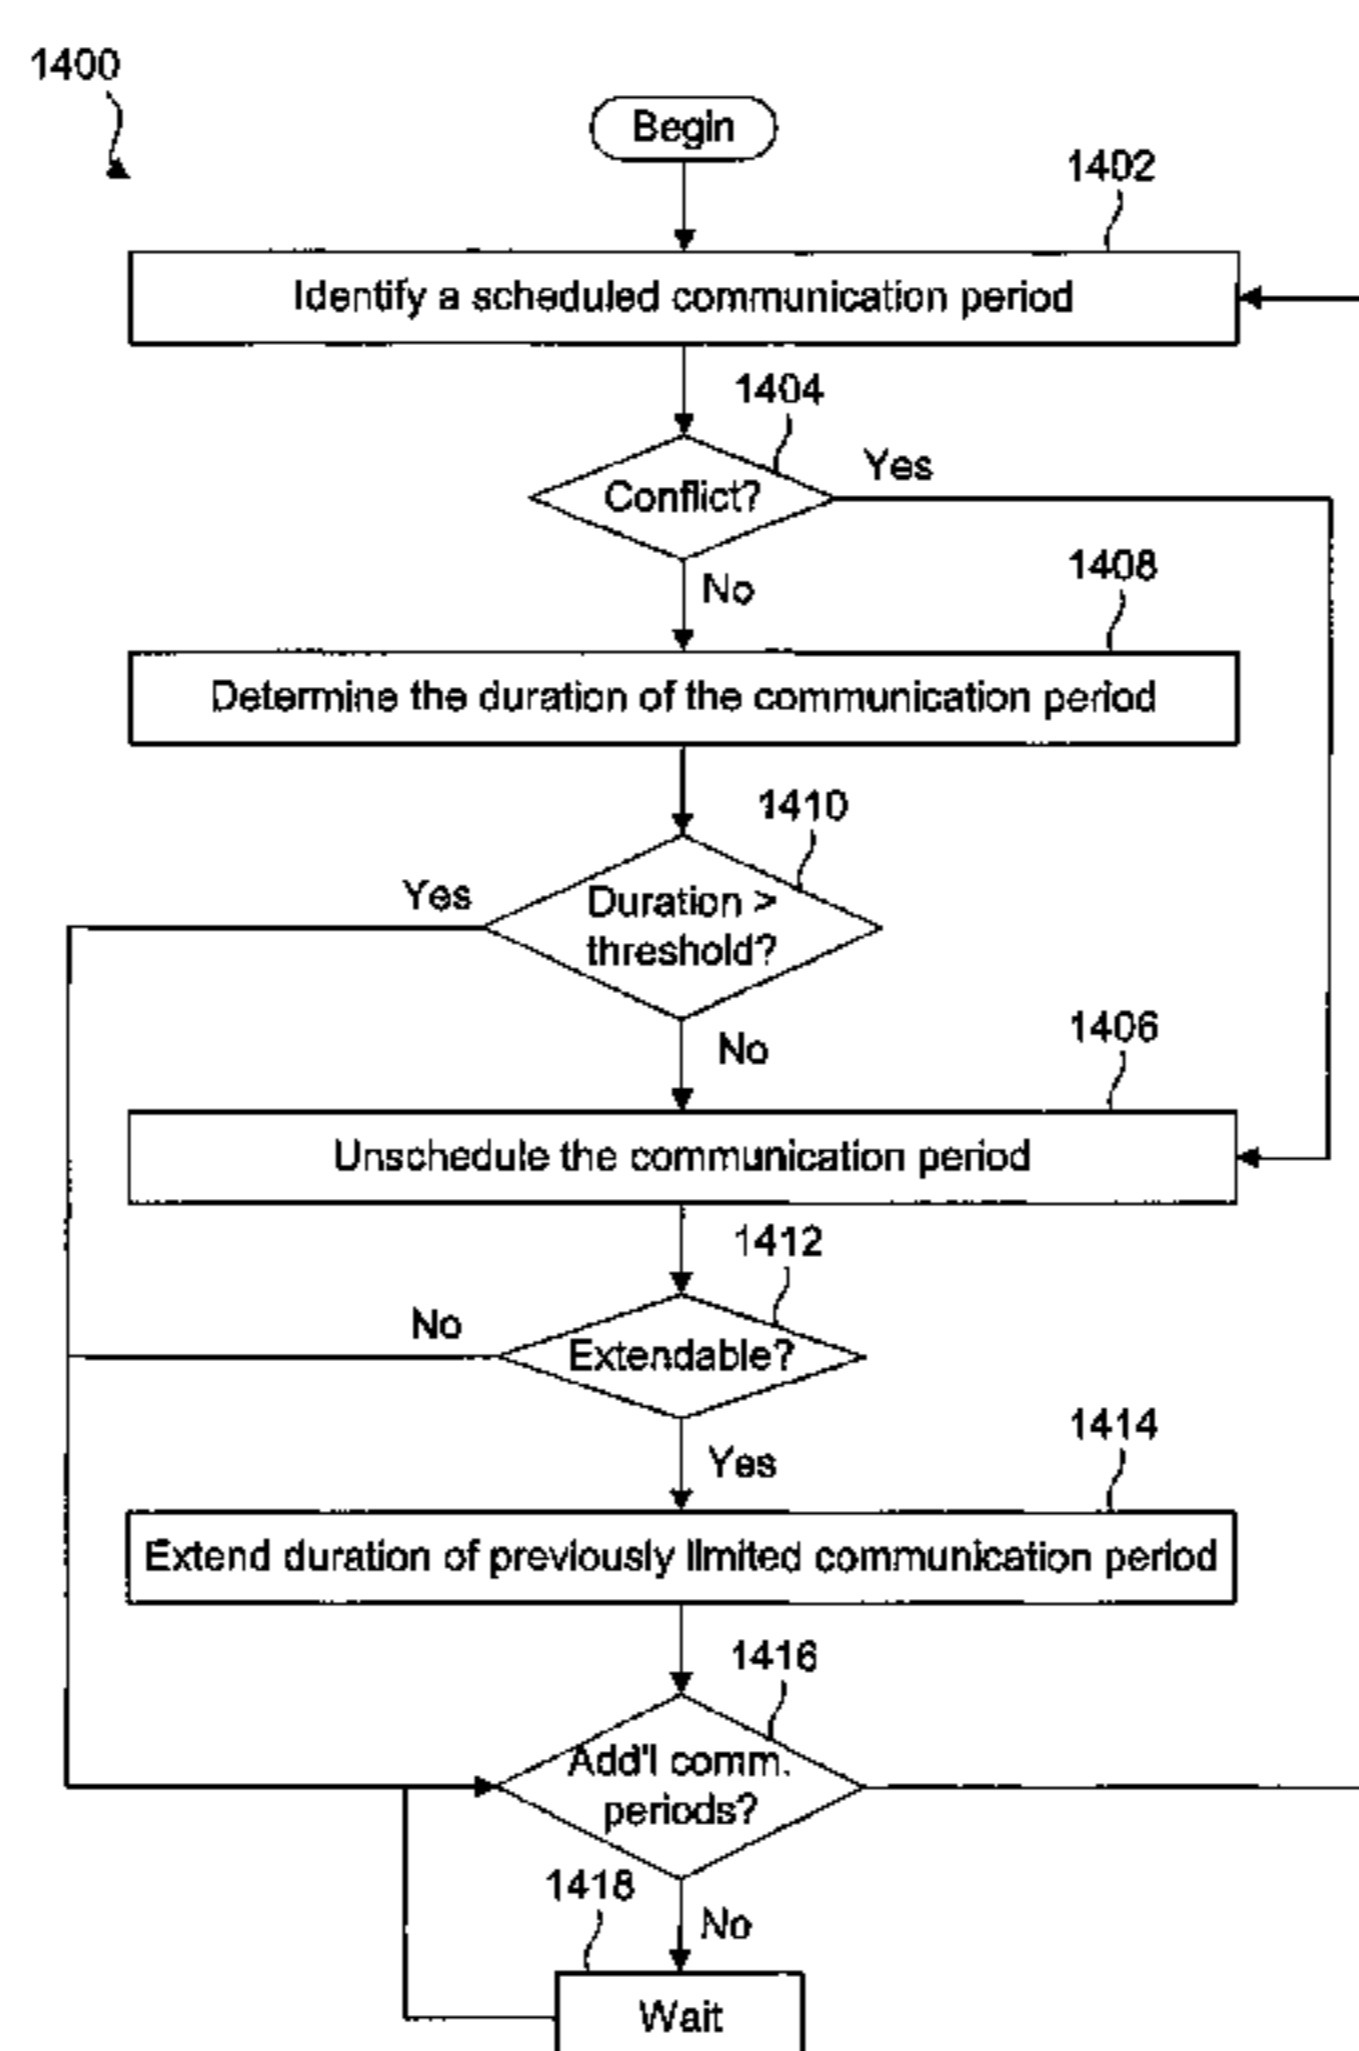 1400
Begin
1402
Identify a scheduled communication period
1404
Conflict?
Yes
No
1408
Determine the duration of the communication period
1410
Yes
Duration >
threshold?
No
1406
Unschedule the communication period
1412
No
Extendable?
Yes
1414
Extend duration of previously limited communication period
1416
Add'l comm.
periods?
1418
No
Wait